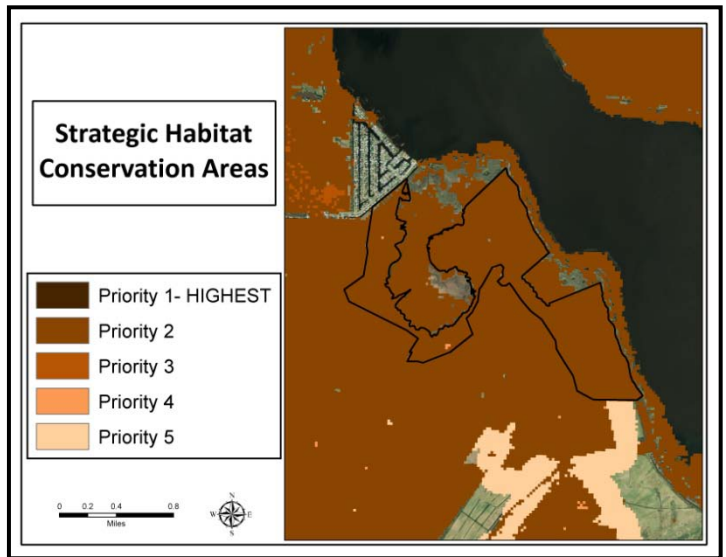 Strategic Habitat
Conservation Areas
Priority 1- HIGHEST
Priority 2
Priority 3
Priority 4
Priority 5
0 0.2 0.4 0.8
Miles
N
W E
S